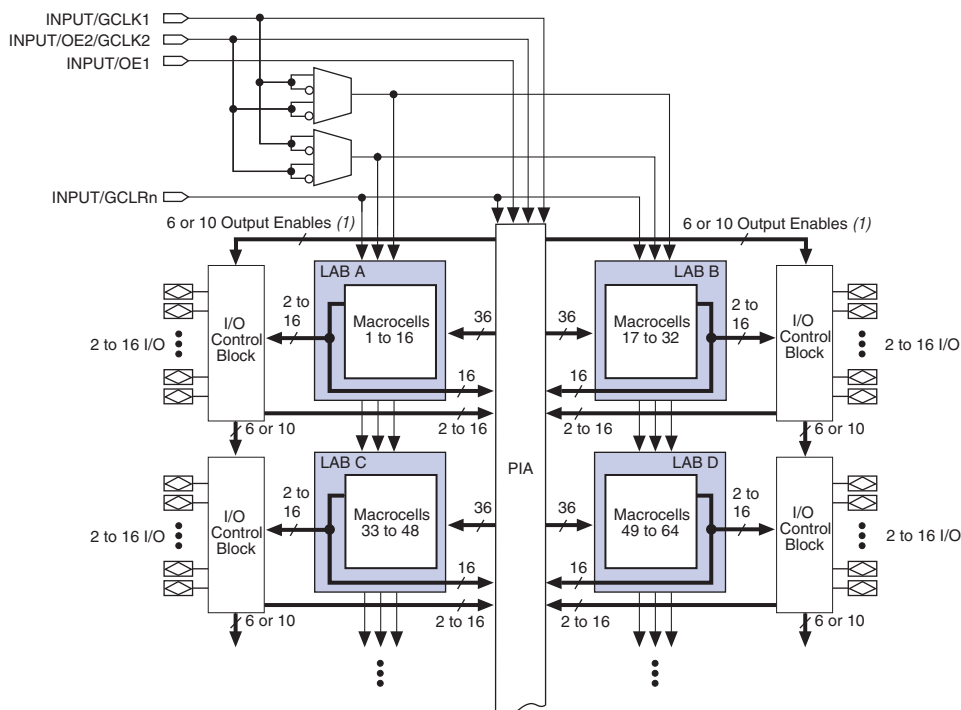 INPUT/GCLK1
INPUT/OE2/GCLK2
INPUT/OE1
INPUT/GCLRn
6 or 10 Output Enables (1)
6 or 10 Output Enables (1)
LAB A
LAB B
2 to
16
Macrocells
1 to 16
36
36
Macrocells
17 to 32
2 to
16
I/O
Control
Block
I/O
Control
Block
2 to 16 I/O
2 to 16 I/O
16
16
2 to 16
2 to 16
6 or 10
6 or 10
LAB C
PIA
LAB D
2 to
16
Macrocells
33 to 48
36
36
Macrocells
49 to 64
2 to
16
I/O
Control
Block
I/O
Control
Block
2 to 16 I/O
2 to 16 I/O
16
16
2 to 16
2 to 16
6 or 10
6 or 10